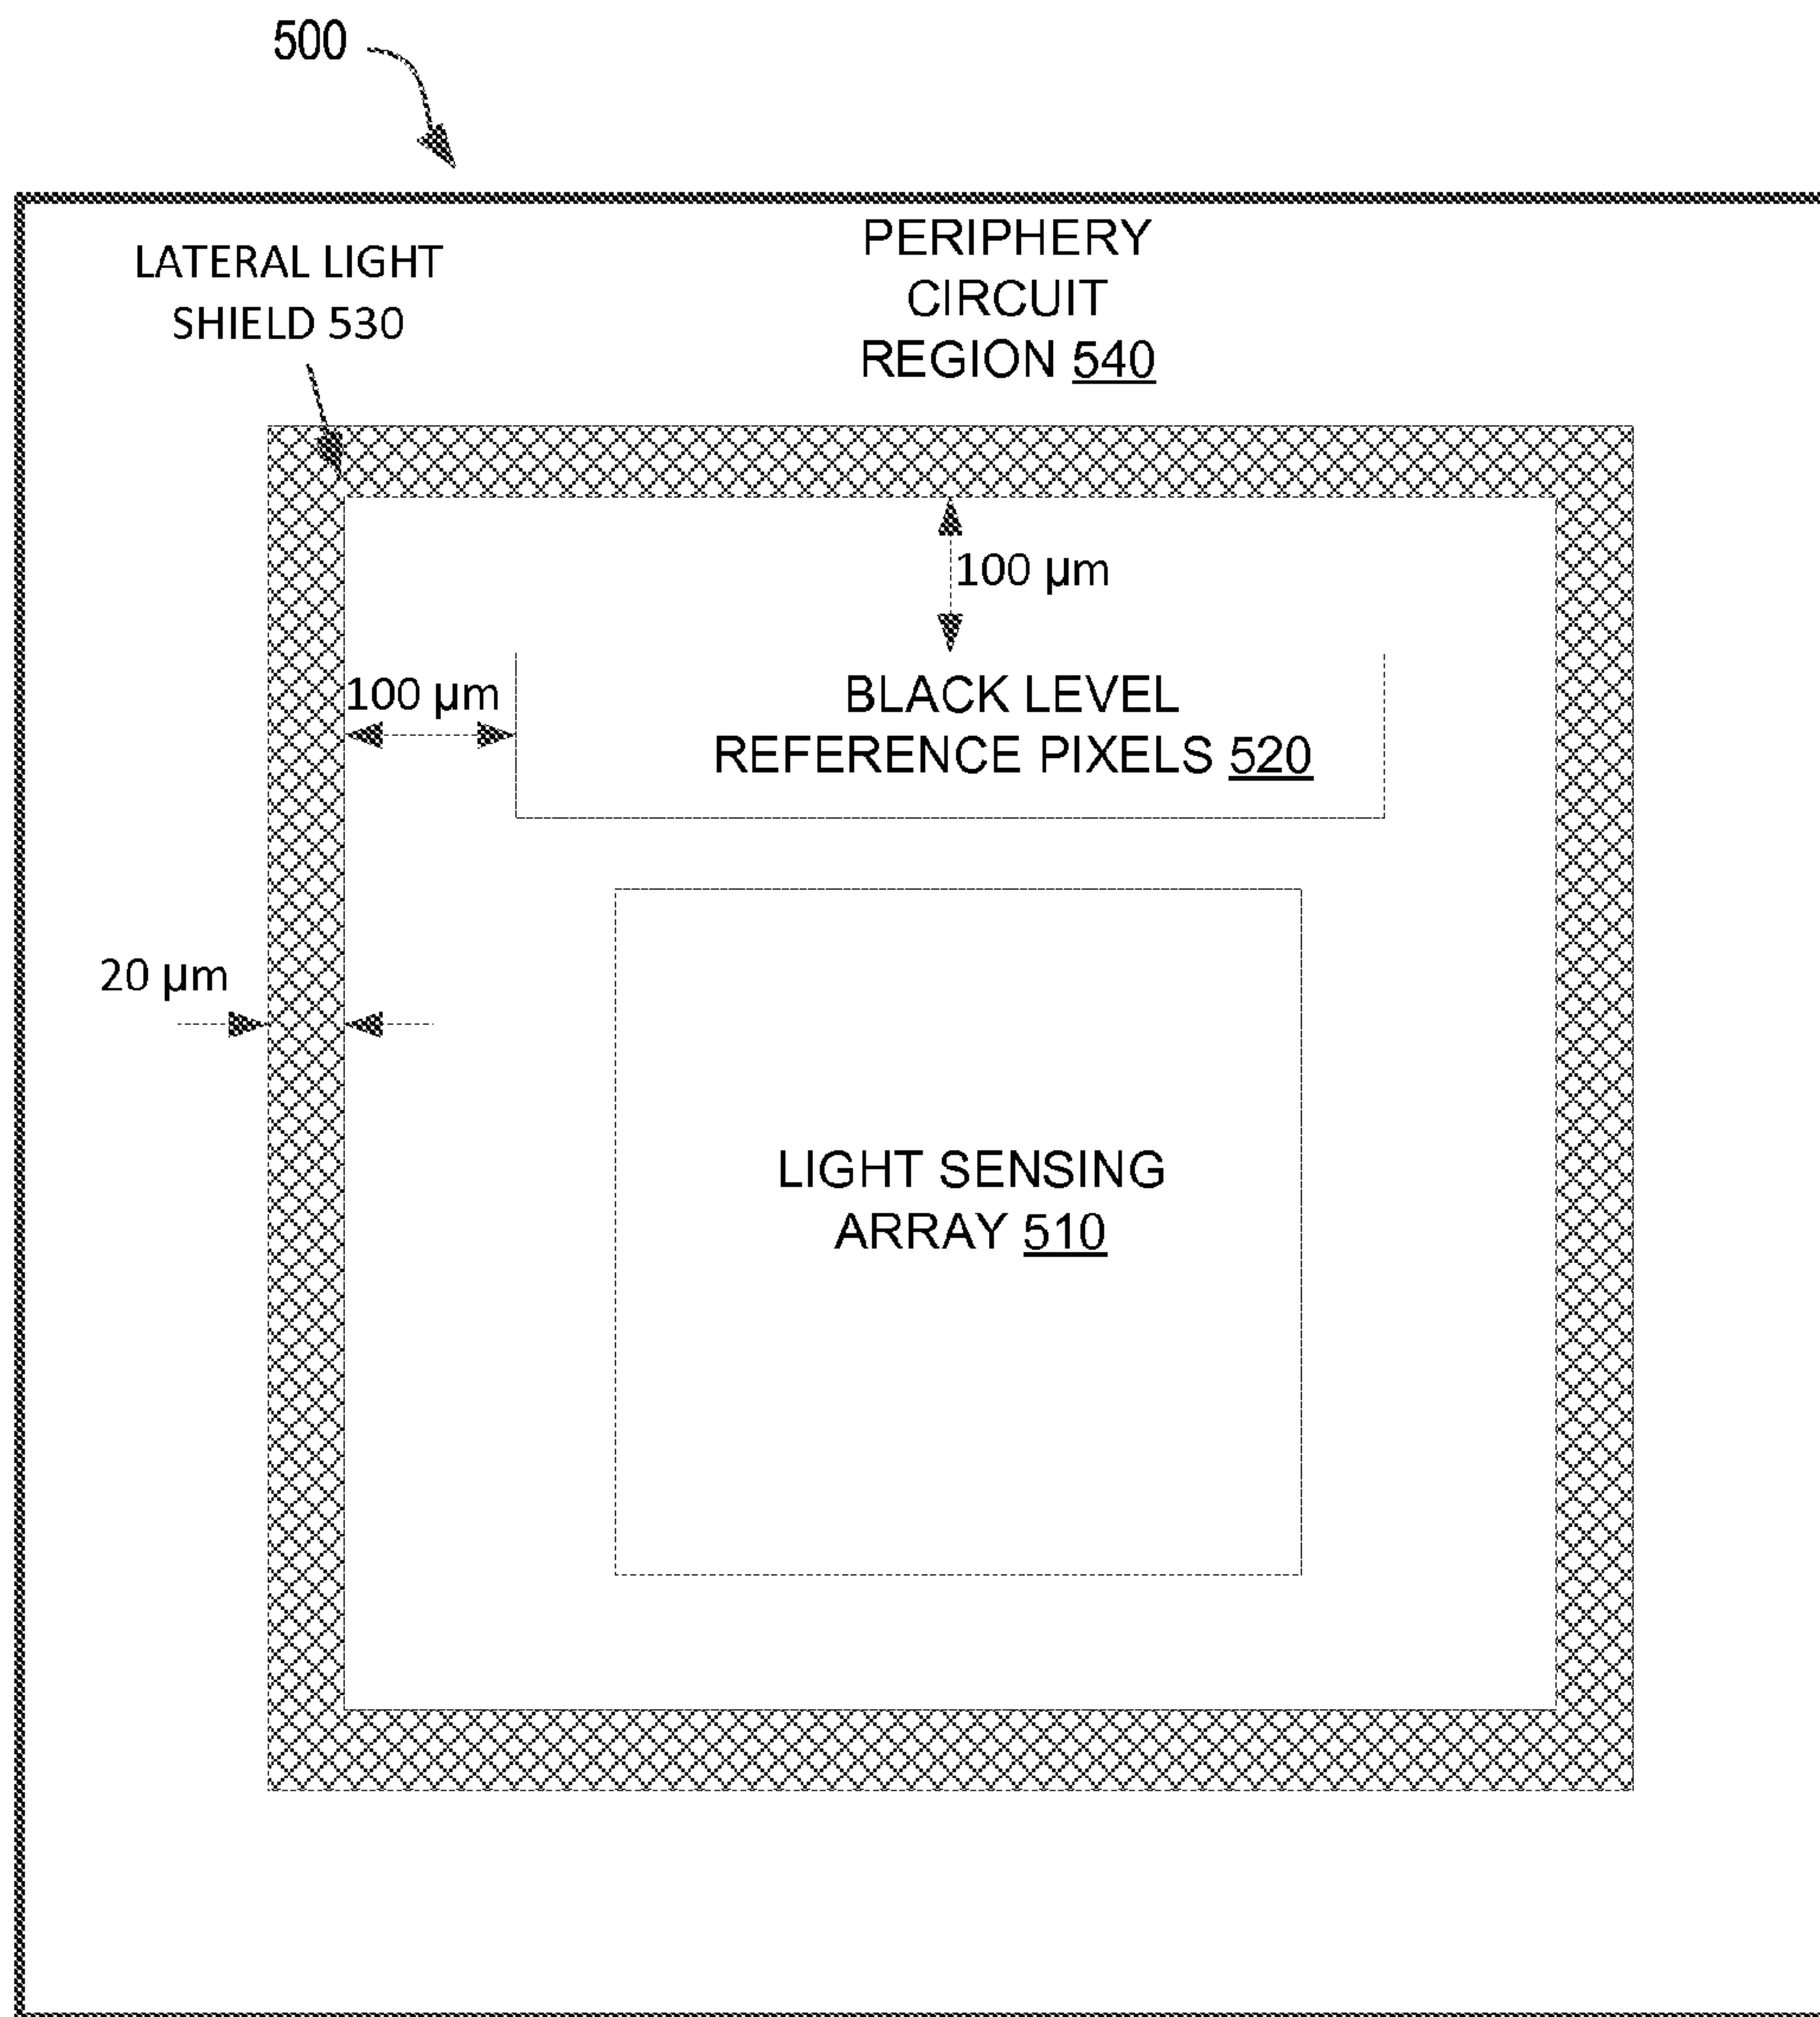 500
LATERAL LIGHT
SHIELD 530
PERIPHERY
CIRCUIT
REGION 540
100 µm
100 µm
BLACK LEVEL
REFERENCE PIXELS 520
20 µm
LIGHT SENSING
ARRAY 510